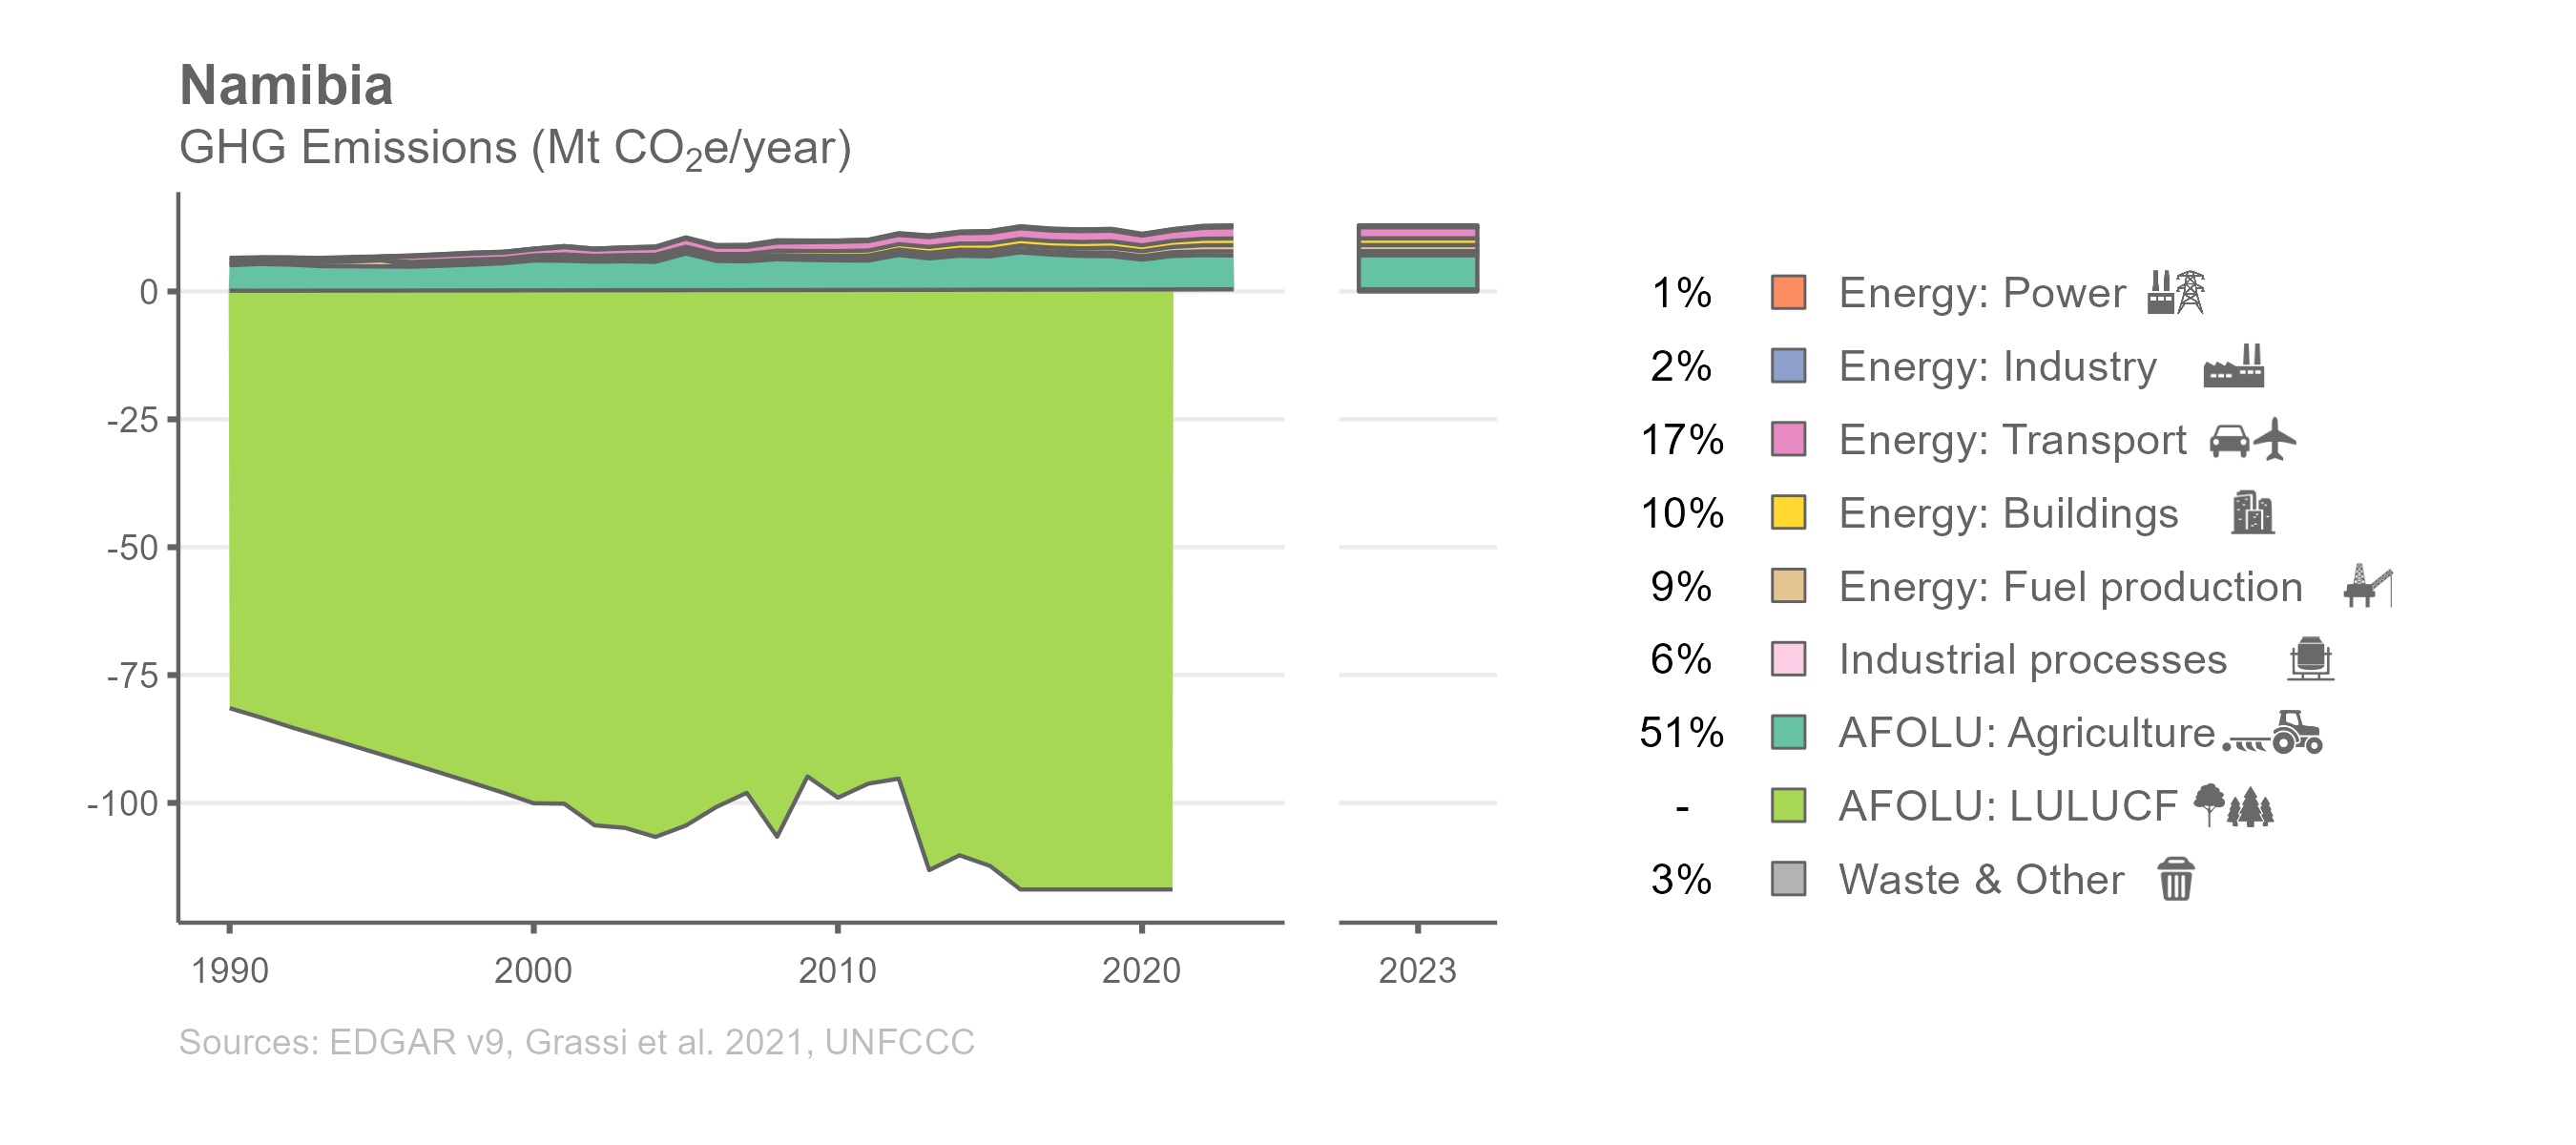 Namibia
GHG Emissions (Mt CO₂e/year)
0
-25
-50
-75
-100
1990 2000 2010 2020 2023
1% Energy: Power
2% Energy: Industry
17% Energy: Transport
10% Energy: Buildings
9% Energy: Fuel production
6% Industrial processes
51% AFOLU: Agriculture
- AFOLU: LULUCF
3% Waste & Other
Sources: EDGAR v9, Grassi et al. 2021, UNFCCC